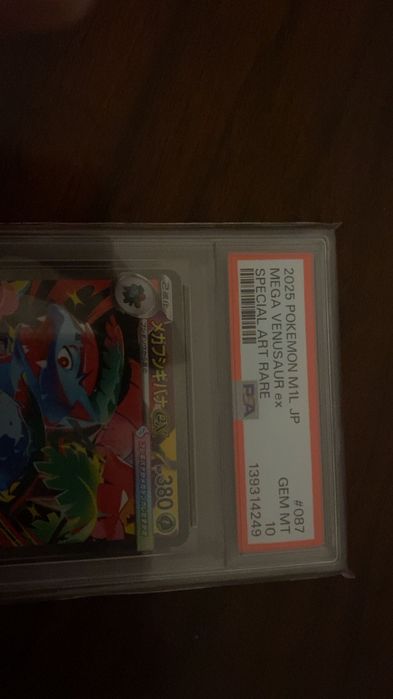 2025 POKEMON M1L JP
#087
MEGA VENUSAUR ex
GEM MT
SPECIAL ART RARE
10
PSA
139314249
メガフシギバナex
380